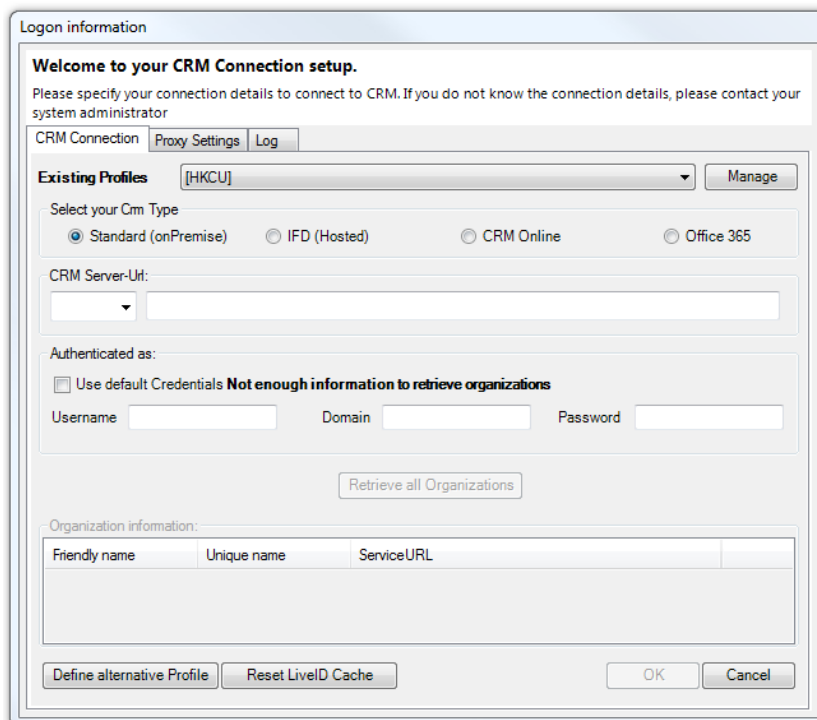 Logon information
Welcome to your CRM Connection setup.
Please specify your connection details to connect to CRM. If you do not know the connection details, please contact your
system administrator
CRM Connection Proxy Settings Log
Existing Profiles [HKCU] Manage
Select your Crm Type
Standard (onPremise) IFD (Hosted) CRM Online Office 365
CRM Server-Url:
Authenticated as:
Use default Credentials Not enough information to retrieve organizations
Username Domain Password
Retrieve all Organizations
Organization information:
Friendly name Unique name ServiceURL
Define alternative Profile Reset LiveID Cache OK Cancel